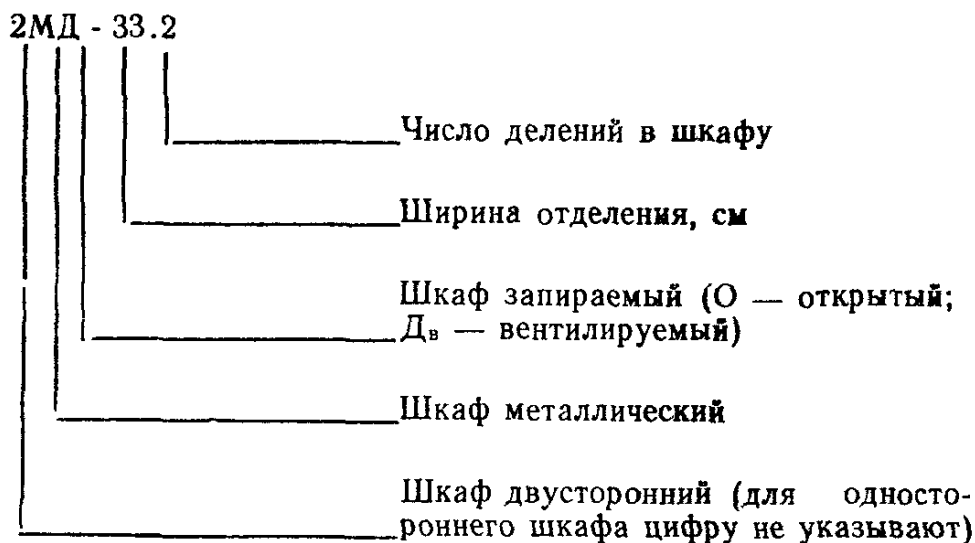 2МД - 33.2
Число делений в шкафу
Ширина отделения, см
Шкаф запираемый (О — открытый;
Дв — вентилируемый)
Шкаф металлический
Шкаф двусторонний (для односто-
роннего шкафа цифру не указывают)